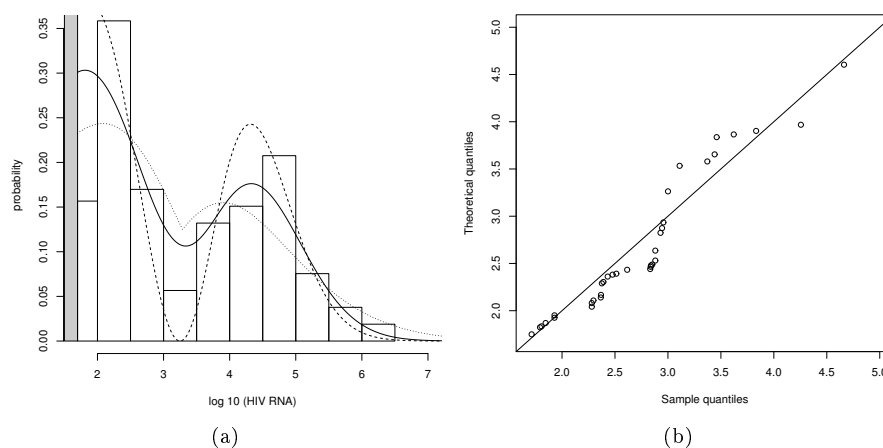 probability
0.00 0.05 0.10 0.15 0.20 0.25 0.30 0.35
2 3 4 5 6 7
log 10 (HIV RNA)
(a)
Theoretical quantiles
2.0 2.5 3.0 3.5 4.0 4.5 5.0
2.0 2.5 3.0 3.5 4.0 4.5 5.0
Sample quantiles
(b)